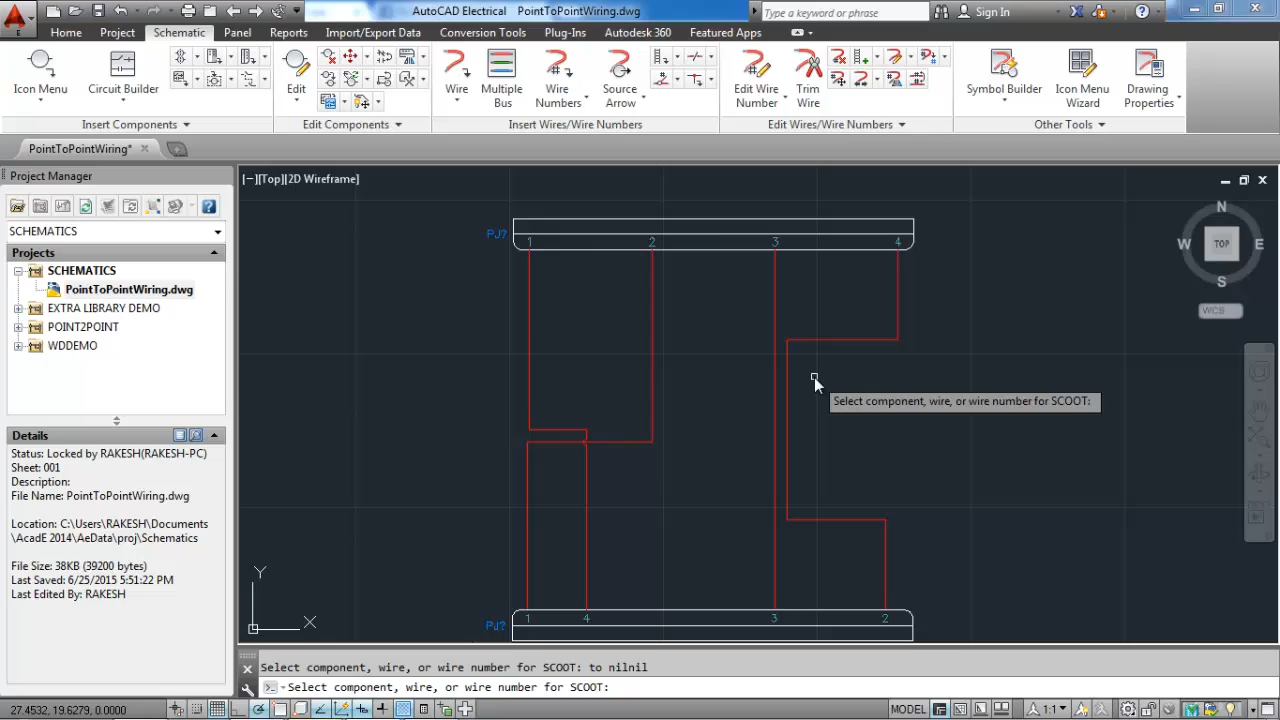 AutoCAD Electrical PointToPointWiring.dwg
Type a keyword or phrase
Sign In
E
Home Project Schematic Panel Reports Import/Export Data Conversion Tools Plug-Ins Autodesk 360 Featured Apps
Icon Menu
Circuit Builder
Edit
Wire
Multiple Bus
Wire Numbers
Source Arrow
Edit Wire Number
Trim Wire
Symbol Builder
Icon Menu Wizard
Drawing Properties
Insert Components
Edit Components
Insert Wires/Wire Numbers
Edit Wires/Wire Numbers
Other Tools
PointToPointWiring*
Project Manager
SCHEMATICS
Projects
SCHEMATICS
PointToPointWiring.dwg
EXTRA LIBRARY DEMO
POINT2POINT
WDDEMO
Details
Status: Locked by RAKESH(RAKESH-PC)
Sheet: 001
Description:
File Name: PointToPointWiring.dwg
Location: C:\Users\RAKESH\Documents
\AcadE 2014\AeData\proj\Schematics
File Size: 38KB (39200 bytes)
Last Saved: 6/25/2015 5:51:22 PM
Last Edited By: RAKESH
[−][Top][2D Wireframe]
PJ? 1 2 3 4
Select component, wire, or wire number for SCOOT:
PJ? 1 4 3 2
N
W TOP E
S
WCS
Y
X
Select component, wire, or wire number for SCOOT: to nilnil
Select component, wire, or wire number for SCOOT:
27.4532, 19.6279, 0.0000
MODEL
1:1